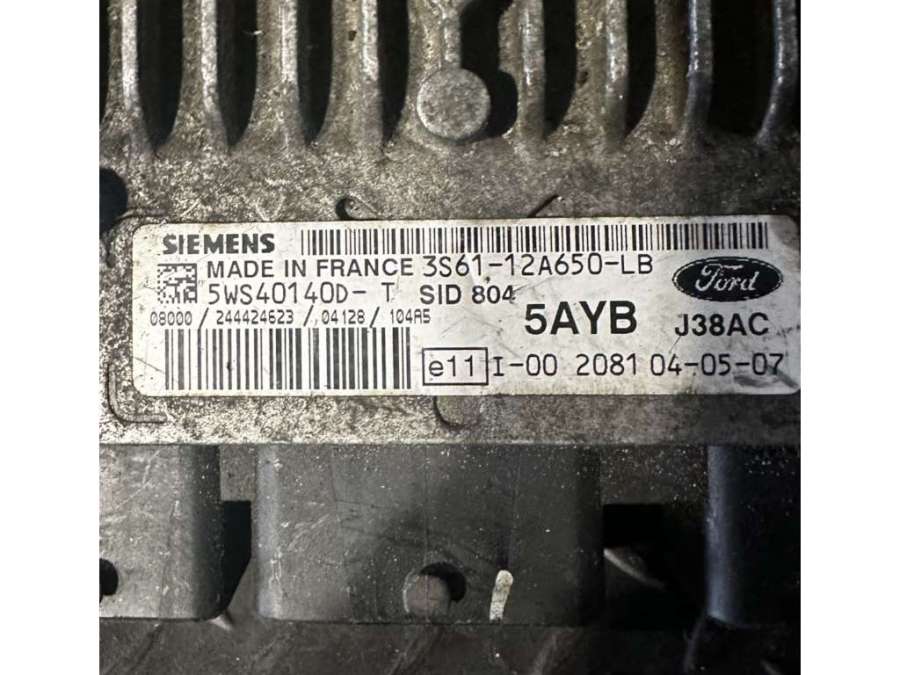 SIEMENS
MADE IN FRANCE 3S61-12A650-LB
5WS40140D-T SID 804
Ford
08000/244424623/04128/104A5
5AYB J38AC
e11 I-00 2081 04-05-07